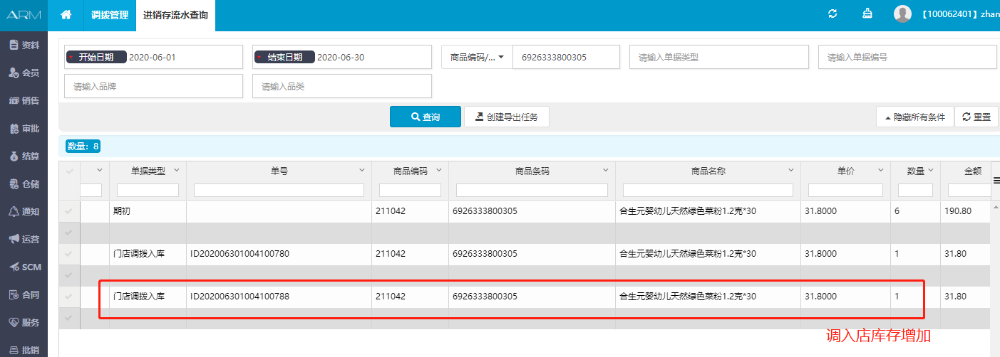 ARM 调拨管理 进销存流水查询 【100062401】zhan
资料
会员
销售
审批
结算
仓储
通知
运营
SCM
合同
服务
批销
* 开始日期 2020-06-01 * 结束日期 2020-06-30 商品编码/... 6926333800305 请输入单据类型 请输入单据编号
请输入品牌 请输入品类
查询 创建导出任务 隐藏所有条件 重置
数量：8
单据类型 单号 商品编码 商品条码 商品名称 单价 数量 金额
期初 211042 6926333800305 合生元婴幼儿天然绿色菜粉1.2克*30 31.8000 6 190.80
门店调拨入库 ID202006301004100780 211042 6926333800305 合生元婴幼儿天然绿色菜粉1.2克*30 31.8000 1 31.80
门店调拨入库 ID202006301004100788 211042 6926333800305 合生元婴幼儿天然绿色菜粉1.2克*30 31.8000 1 31.80
调入店库存增加